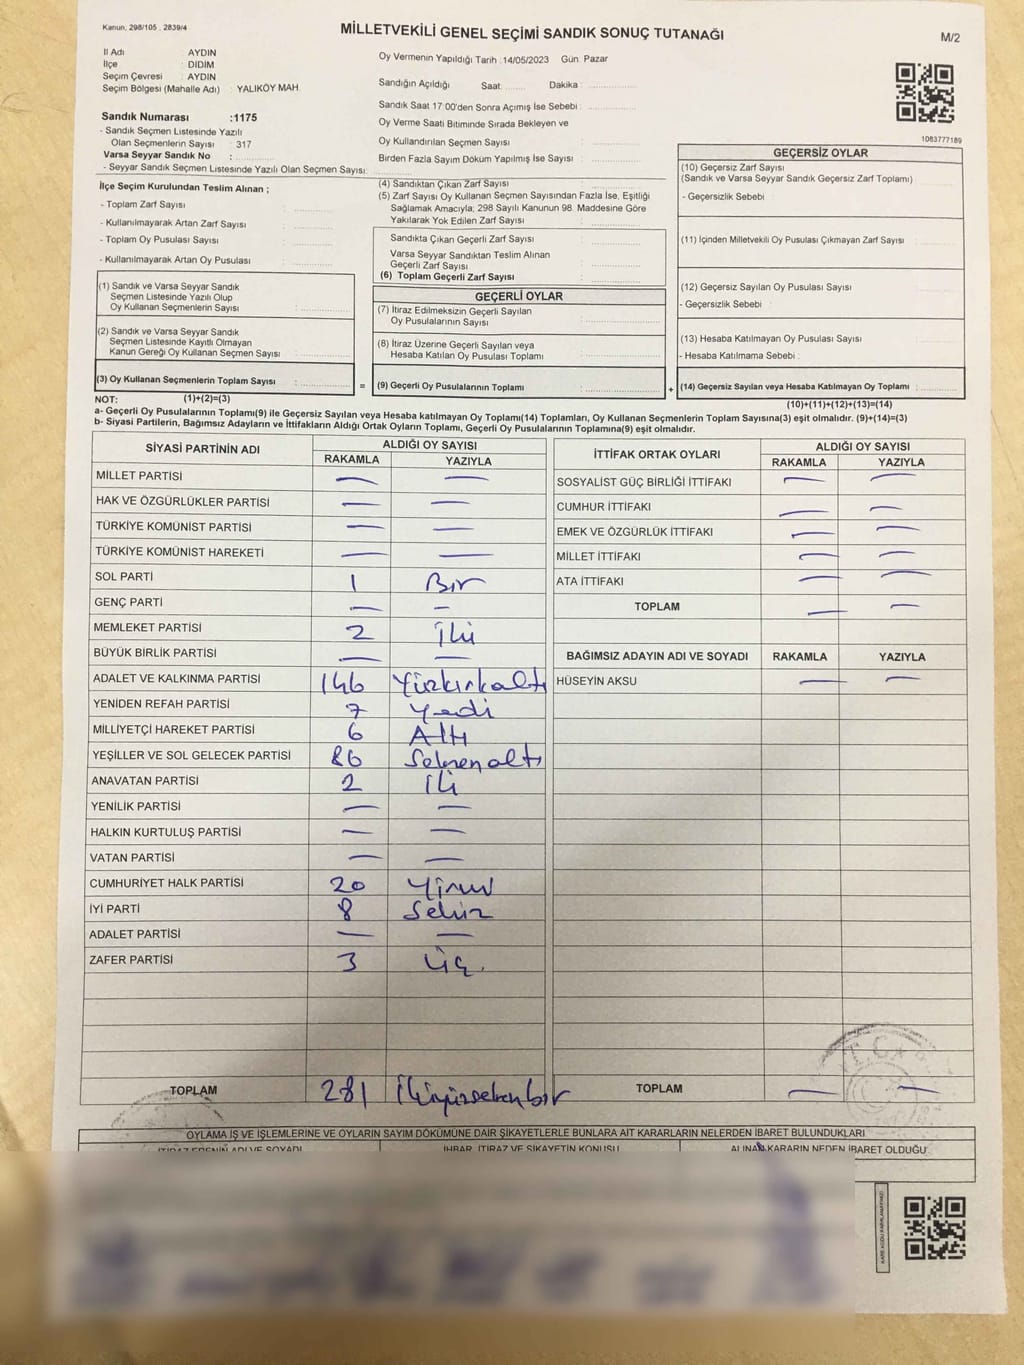 Kanun: 298/105 . 2839/4
MİLLETVEKİLİ GENEL SEÇİMİ SANDIK SONUÇ TUTANAĞI
M/2
İl Adı : AYDIN
İlçe : DİDİM
Seçim Çevresi : AYDIN
Seçim Bölgesi (Mahalle Adı) : YALIKÖY MAH.
Oy Vermenin Yapıldığı Tarih : 14/05/2023 Gün: Pazar
Sandığın Açıldığı Saat: ........ Dakika : ................
Sandık Saat 17:00'den Sonra Açımış İse Sebebi : ................
Oy Verme Saati Bitiminde Sırada Bekleyen ve
Oy Kullandırılan Seçmen Sayısı : ................
Birden Fazla Sayım Döküm Yapılmış İse Sayısı : ................
1083777189
Sandık Numarası :1175
- Sandık Seçmen Listesinde Yazılı
Olan Seçmenlerin Sayısı : 317
Varsa Seyyar Sandık No : ............
- Seyyar Sandık Seçmen Listesinde Yazılı Olan Seçmen Sayısı: ............
İlçe Seçim Kurulundan Teslim Alınan ;
- Toplam Zarf Sayısı : ............
- Kullanılmayarak Artan Zarf Sayısı : ............
- Toplam Oy Pusulası Sayısı : ............
- Kullanılmayarak Artan Oy Pusulası : ............
(4) Sandıktan Çıkan Zarf Sayısı : ................
(5) Zarf Sayısı Oy Kullanan Seçmen Sayısından Fazla İse, Eşitliği
Sağlamak Amacıyla; 298 Sayılı Kanunun 98. Maddesine Göre
Yakılarak Yok Edilen Zarf Sayısı : ................
Sandıkta Çıkan Geçerli Zarf Sayısı : ................
Varsa Seyyar Sandıktan Teslim Alınan
Geçerli Zarf Sayısı : ................
(6) Toplam Geçerli Zarf Sayısı : ................
GEÇERSİZ OYLAR
(10) Geçersiz Zarf Sayısı
(Sandık ve Varsa Seyyar Sandık Geçersiz Zarf Toplamı) :
- Geçersizlik Sebebi :
(11) İçinden Milletvekili Oy Pusulası Çıkmayan Zarf Sayısı :
(12) Geçersiz Sayılan Oy Pusulası Sayısı :
- Geçersizlik Sebebi :
(13) Hesaba Katılmayan Oy Pusulası Sayısı :
- Hesaba Katılmama Sebebi :
(14) Geçersiz Sayılan veya Hesaba Katılmayan Oy Toplamı :
(10)+(11)+(12)+(13)=(14)
(1) Sandık ve Varsa Seyyar Sandık
Seçmen Listesinde Yazılı Olup
Oy Kullanan Seçmenlerin Sayısı : ............
(2) Sandık ve Varsa Seyyar Sandık
Seçmen Listesinde Kayıtlı Olmayan
Kanun Gereği Oy Kullanan Seçmen Sayısı : ............
(3) Oy Kullanan Seçmenlerin Toplam Sayısı : ............ =
GEÇERLİ OYLAR
(7) İtiraz Edilmeksizin Geçerli Sayılan
Oy Pusulalarının Sayısı : ................
(8) İtiraz Üzerine Geçerli Sayılan veya
Hesaba Katılan Oy Pusulası Toplamı : ................
(9) Geçerli Oy Pusulalarının Toplamı : ................ +
NOT: (1)+(2)=(3)
a- Geçerli Oy Pusulalarının Toplamı(9) ile Geçersiz Sayılan veya Hesaba katılmayan Oy Toplamı(14) Toplamları, Oy Kullanan Seçmenlerin Toplam Sayısına(3) eşit olmalıdır. (9)+(14)=(3)
b- Siyasi Partilerin, Bağımsız Adayların ve İttifakların Aldığı Ortak Oyların Toplamı, Geçerli Oy Pusulalarının Toplamına(9) eşit olmalıdır.
SİYASİ PARTİNİN ADI ALDIĞI OY SAYISI
RAKAMLA YAZIYLA
MİLLET PARTİSİ — —
HAK VE ÖZGÜRLÜKLER PARTİSİ — —
TÜRKİYE KOMÜNİST PARTİSİ — —
TÜRKİYE KOMÜNİST HAREKETİ — —
SOL PARTİ 1 Bir
GENÇ PARTİ — —
MEMLEKET PARTİSİ 2 İki
BÜYÜK BİRLİK PARTİSİ — —
ADALET VE KALKINMA PARTİSİ 146 Yüzkırkaltı
YENİDEN REFAH PARTİSİ 7 Yedi
MİLLİYETÇİ HAREKET PARTİSİ 6 Altı
YEŞİLLER VE SOL GELECEK PARTİSİ 86 Seksenaltı
ANAVATAN PARTİSİ 2 İki
YENİLİK PARTİSİ — —
HALKIN KURTULUŞ PARTİSİ — —
VATAN PARTİSİ — —
CUMHURİYET HALK PARTİSİ 20 Yirmi
İYİ PARTİ 8 Sekiz
ADALET PARTİSİ — —
ZAFER PARTİSİ 3 Üç.
TOPLAM 281 İkiyüzseksenbir
İTTİFAK ORTAK OYLARI ALDIĞI OY SAYISI
RAKAMLA YAZIYLA
SOSYALİST GÜÇ BİRLİĞİ İTTİFAKI — —
CUMHUR İTTİFAKI — —
EMEK VE ÖZGÜRLÜK İTTİFAKI — —
MİLLET İTTİFAKI — —
ATA İTTİFAKI — —
TOPLAM — —
BAĞIMSIZ ADAYIN ADI VE SOYADI RAKAMLA YAZIYLA
HÜSEYİN AKSU — —
TOPLAM — —
T.C.
OYLAMA İŞ VE İŞLEMLERİNE VE OYLARIN SAYIM DÖKÜMÜNE DAİR ŞİKAYETLERLE BUNLARA AİT KARARLARIN NELERDEN İBARET BULUNDUKLARI
İTİRAZ EDENİN ADI VE SOYADI İHBAR, İTİRAZ VE ŞİKAYETİN KONUSU ALINAN KARARIN NEDEN İBARET OLDUĞU